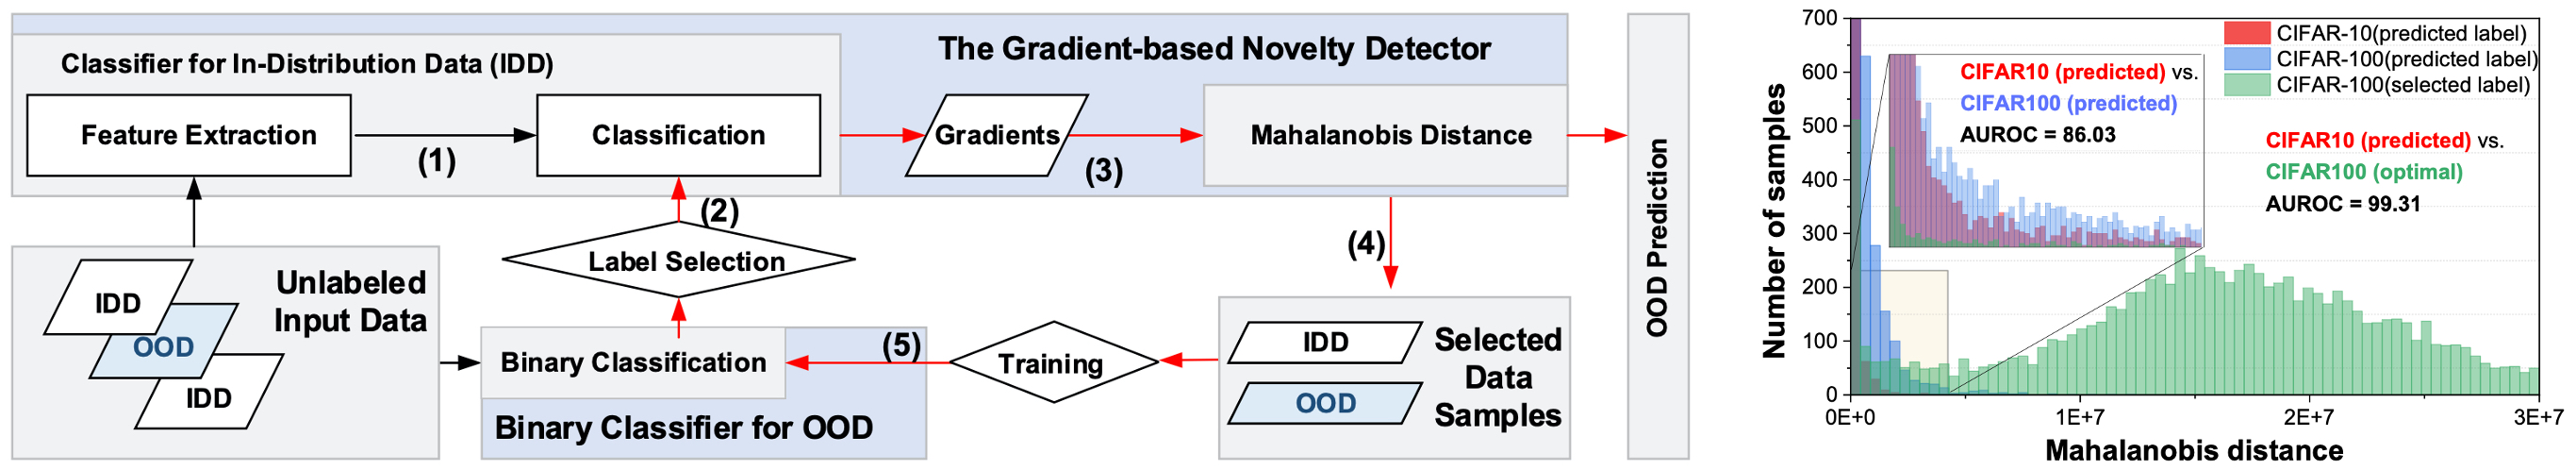 The Gradient-based Novelty Detector
Classifier for In-Distribution Data (IDD)
Feature Extraction
(1)
Classification
Gradients
(3)
Mahalanobis Distance
(2)
Label Selection
(4)
Unlabeled
Input Data
IDD
OOD
IDD
Binary Classification
(5)
Binary Classifier for OOD
Training
IDD
OOD
Selected
Data
Samples
OOD Prediction
Number of samples
700
600
500
400
300
200
100
0
0E+0
1E+7
2E+7
3E+7
Mahalanobis distance
CIFAR-10(predicted label)
CIFAR-100(predicted label)
CIFAR-100(selected label)
CIFAR10 (predicted) vs.
CIFAR100 (predicted)
AUROC = 86.03
CIFAR10 (predicted) vs.
CIFAR100 (optimal)
AUROC = 99.31